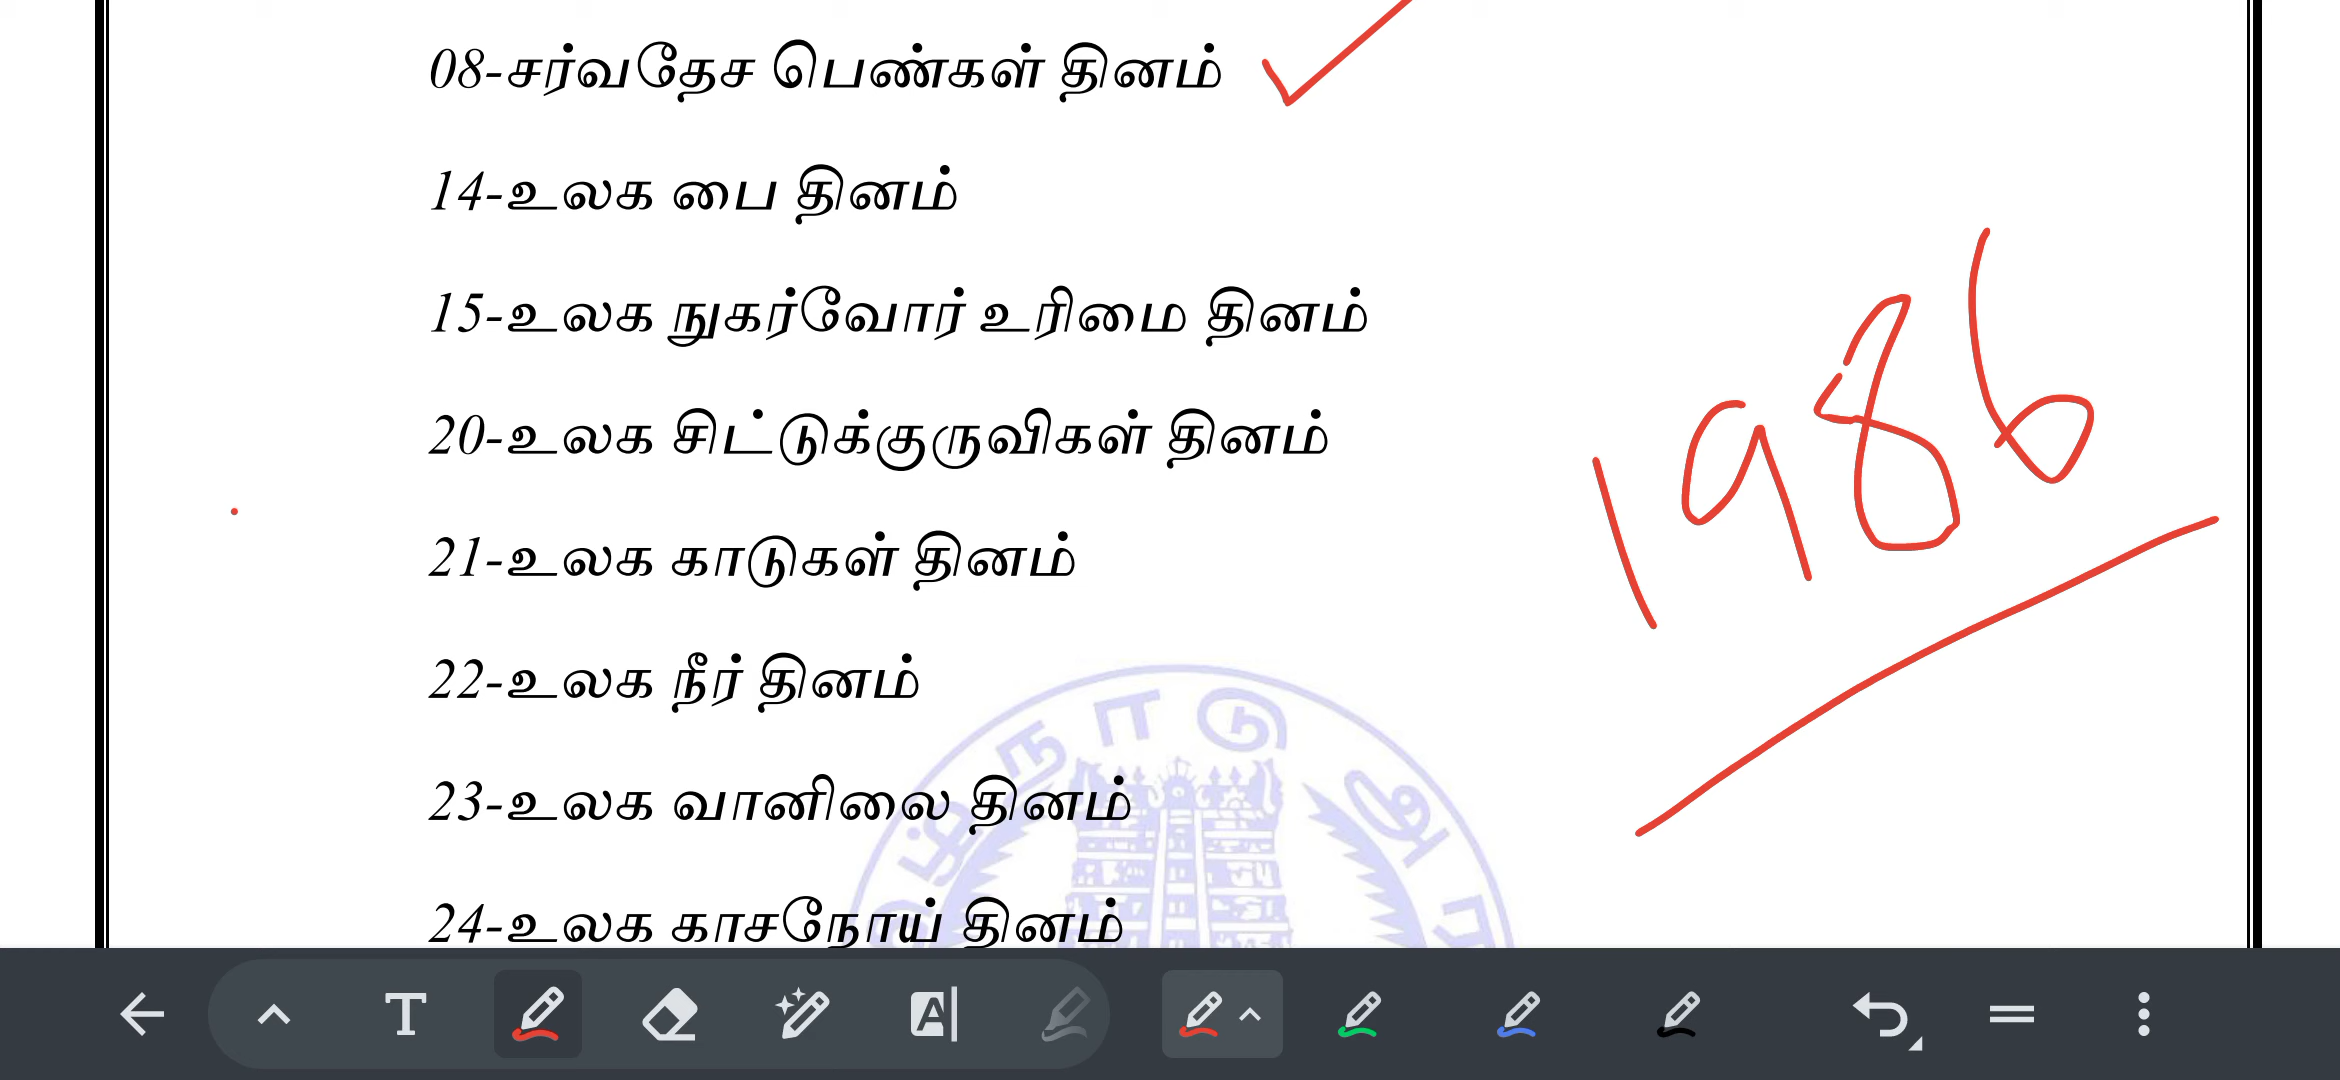 08-சர்வதேச பெண்கள் தினம்
14-உலக பை தினம்
15-உலக நுகர்வோர் உரிமை தினம்
20-உலக சிட்டுக்குருவிகள் தினம்
1986
21-உலக காடுகள் தினம்
22-உலக நீர் தினம்
23-உலக வானிலை தினம்
24-உலக காசநோய் தினம்